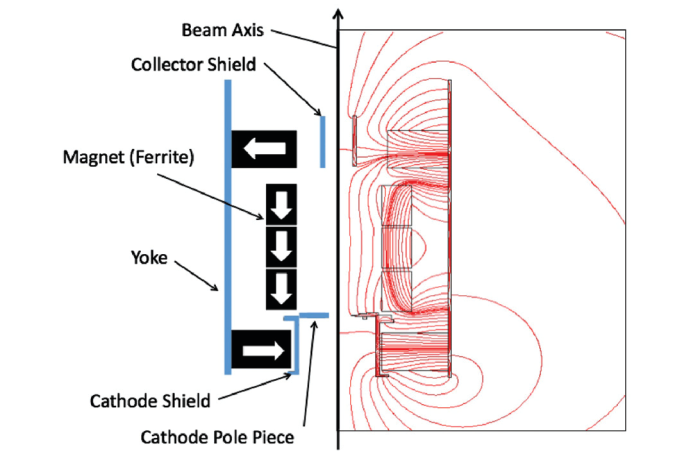 Beam Axis
Collector Shield
Magnet (Ferrite)
Yoke
Cathode Shield
Cathode Pole Piece